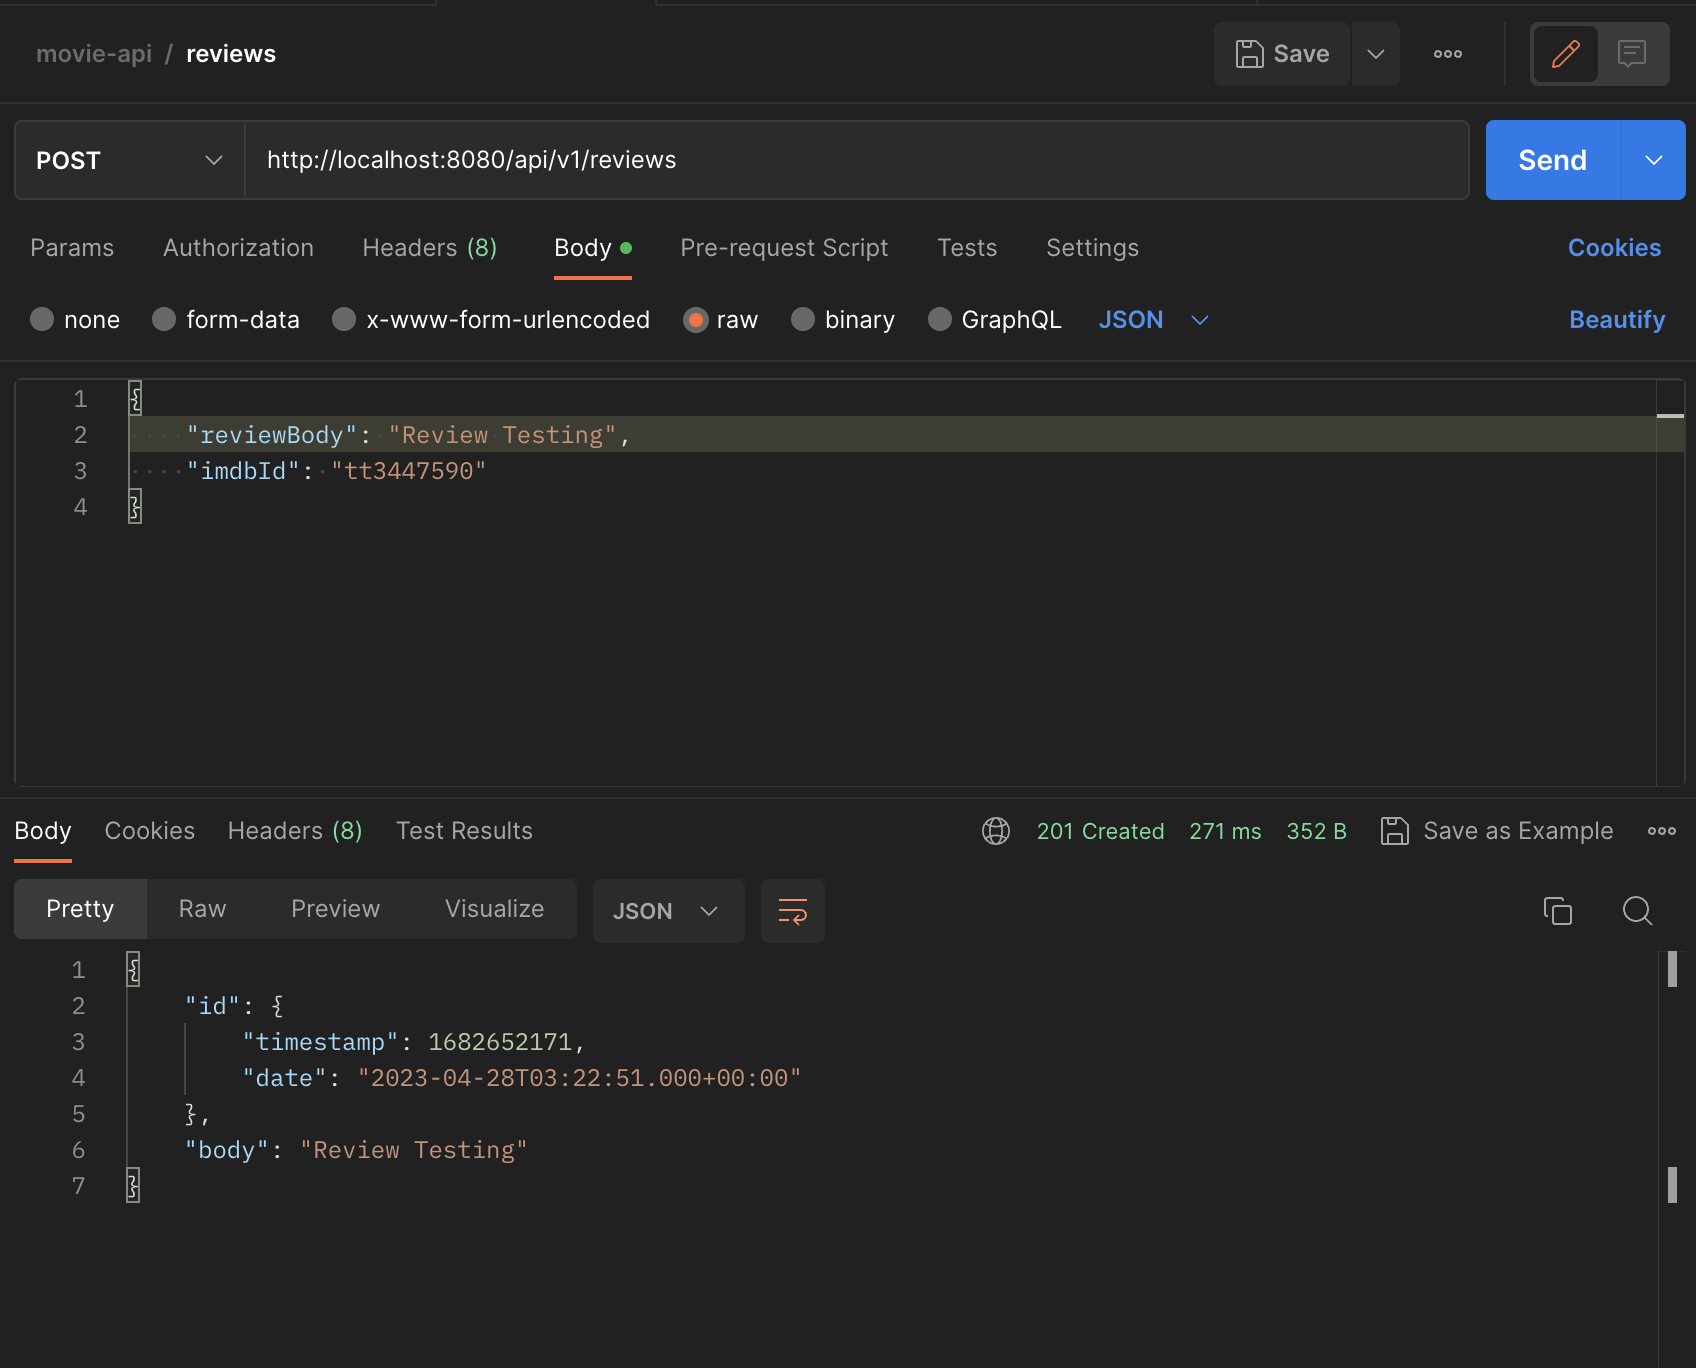 movie-api / reviews
Save
POST
http://localhost:8080/api/v1/reviews
Send
Params Authorization Headers (8) Body Pre-request Script Tests Settings Cookies
none form-data x-www-form-urlencoded raw binary GraphQL JSON Beautify
1 {
2 "reviewBody": "Review Testing",
3 "imdbId": "tt3447590"
4 }
Body Cookies Headers (8) Test Results 201 Created 271 ms 352 B Save as Example
Pretty Raw Preview Visualize JSON
1 {
2 "id": {
3 "timestamp": 1682652171,
4 "date": "2023-04-28T03:22:51.000+00:00"
5 },
6 "body": "Review Testing"
7 }